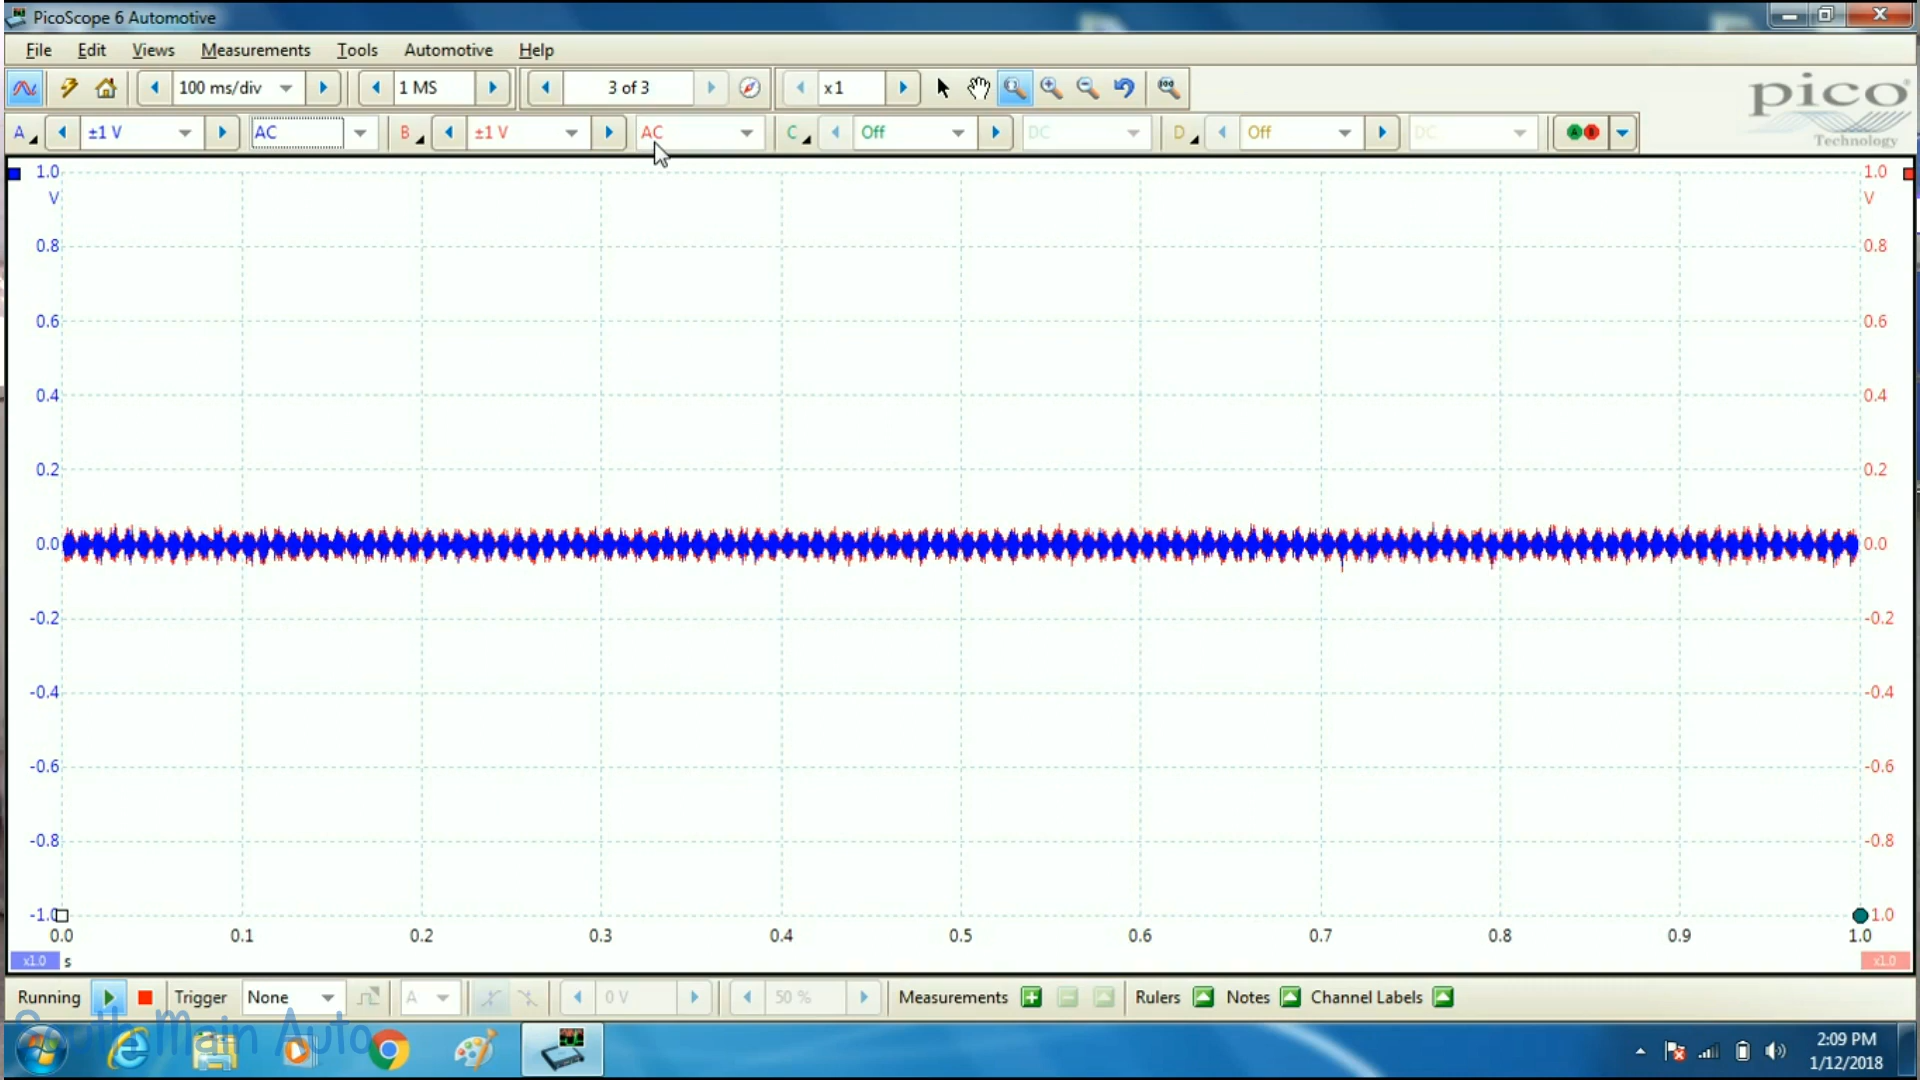 PicoScope 6 Automotive
File Edit Views Measurements Tools Automotive Help
100 ms/div 1 MS 3 of 3 x1
pico
Technology
A ±1 V AC B ±1 V AC C Off DC D Off DC A B
1.0 1.0
V V
0.8 0.8
0.6 0.6
0.4 0.4
0.2 0.2
0.0 0.0
-0.2 -0.2
-0.4 -0.4
-0.6 -0.6
-0.8 -0.8
-1.0 1.0
0.0 0.1 0.2 0.3 0.4 0.5 0.6 0.7 0.8 0.9 1.0
x1.0 s x1.0
Running Trigger None A 0 V 50 % Measurements Rulers Notes Channel Labels
South Main Auto
2:09 PM
1/12/2018